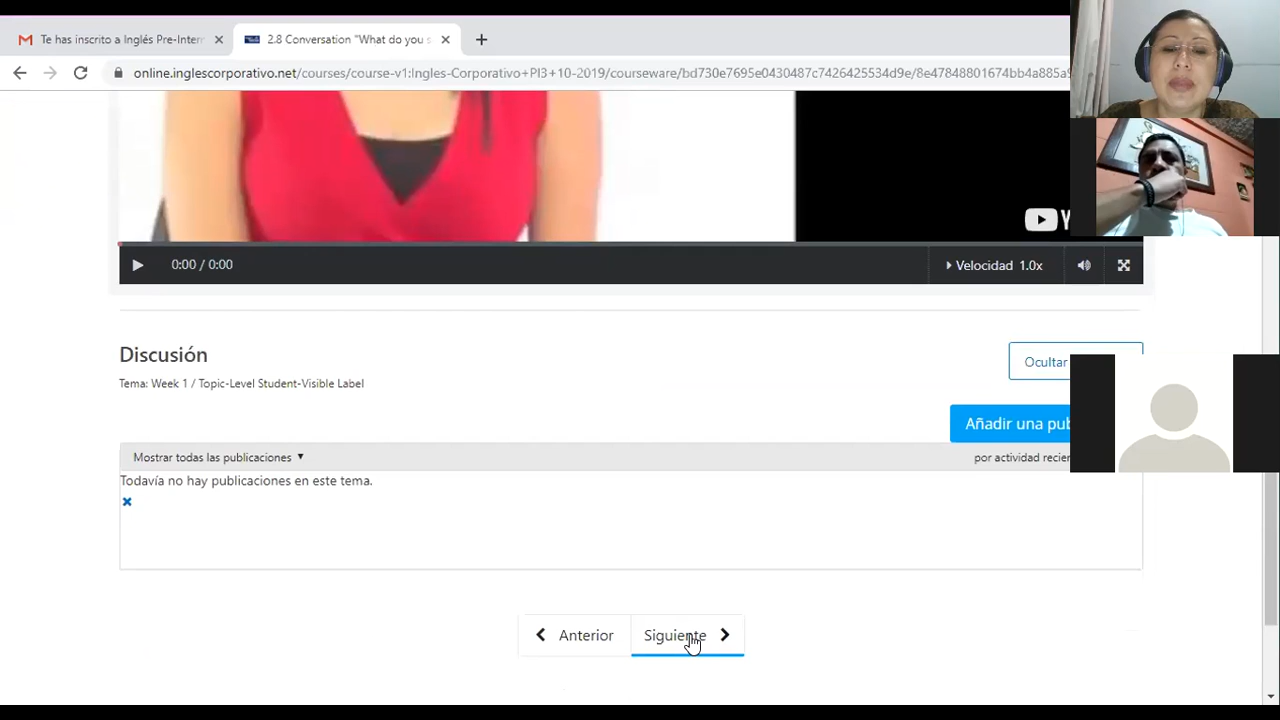 Te has inscrito a Inglés Pre-Inter
2.8 Conversation "What do you s
online.inglescorporativo.net/courses/course-v1:Ingles-Corporativo+PI3+10-2019/courseware/bd730e7695e0430487c7426425534d9e/8e47848801674bb4a885a9
0:00 / 0:00
Velocidad 1.0x
Discusión
Ocultar
Tema: Week 1 / Topic-Level Student-Visible Label
Añadir una pub
Mostrar todas las publicaciones
por actividad recien
Todavía no hay publicaciones en este tema.
Anterior
Siguiente